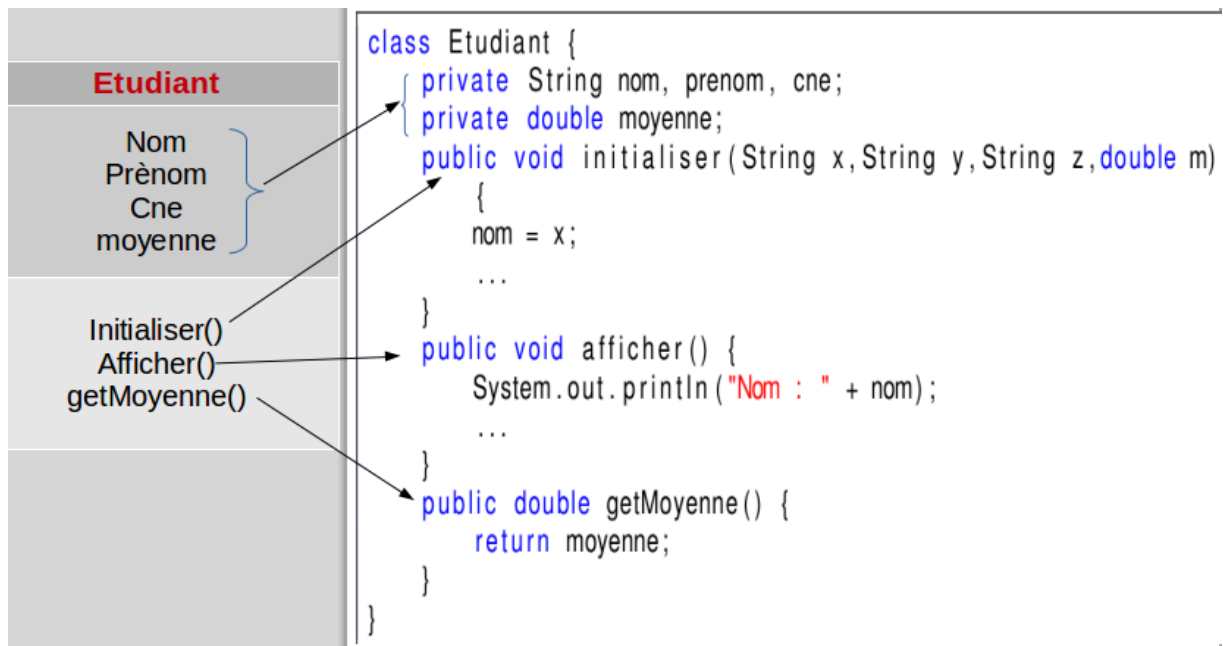 Etudiant
Nom
Prènom
Cne
moyenne
Initialiser()
Afficher()
getMoyenne()
class Etudiant {
private String nom, prenom, cne;
private double moyenne;
public void initialiser(String x,String y,String z,double m)
{
nom = x;
...
}
public void afficher() {
System.out.println("Nom : " + nom);
...
}
public double getMoyenne() {
return moyenne;
}
}